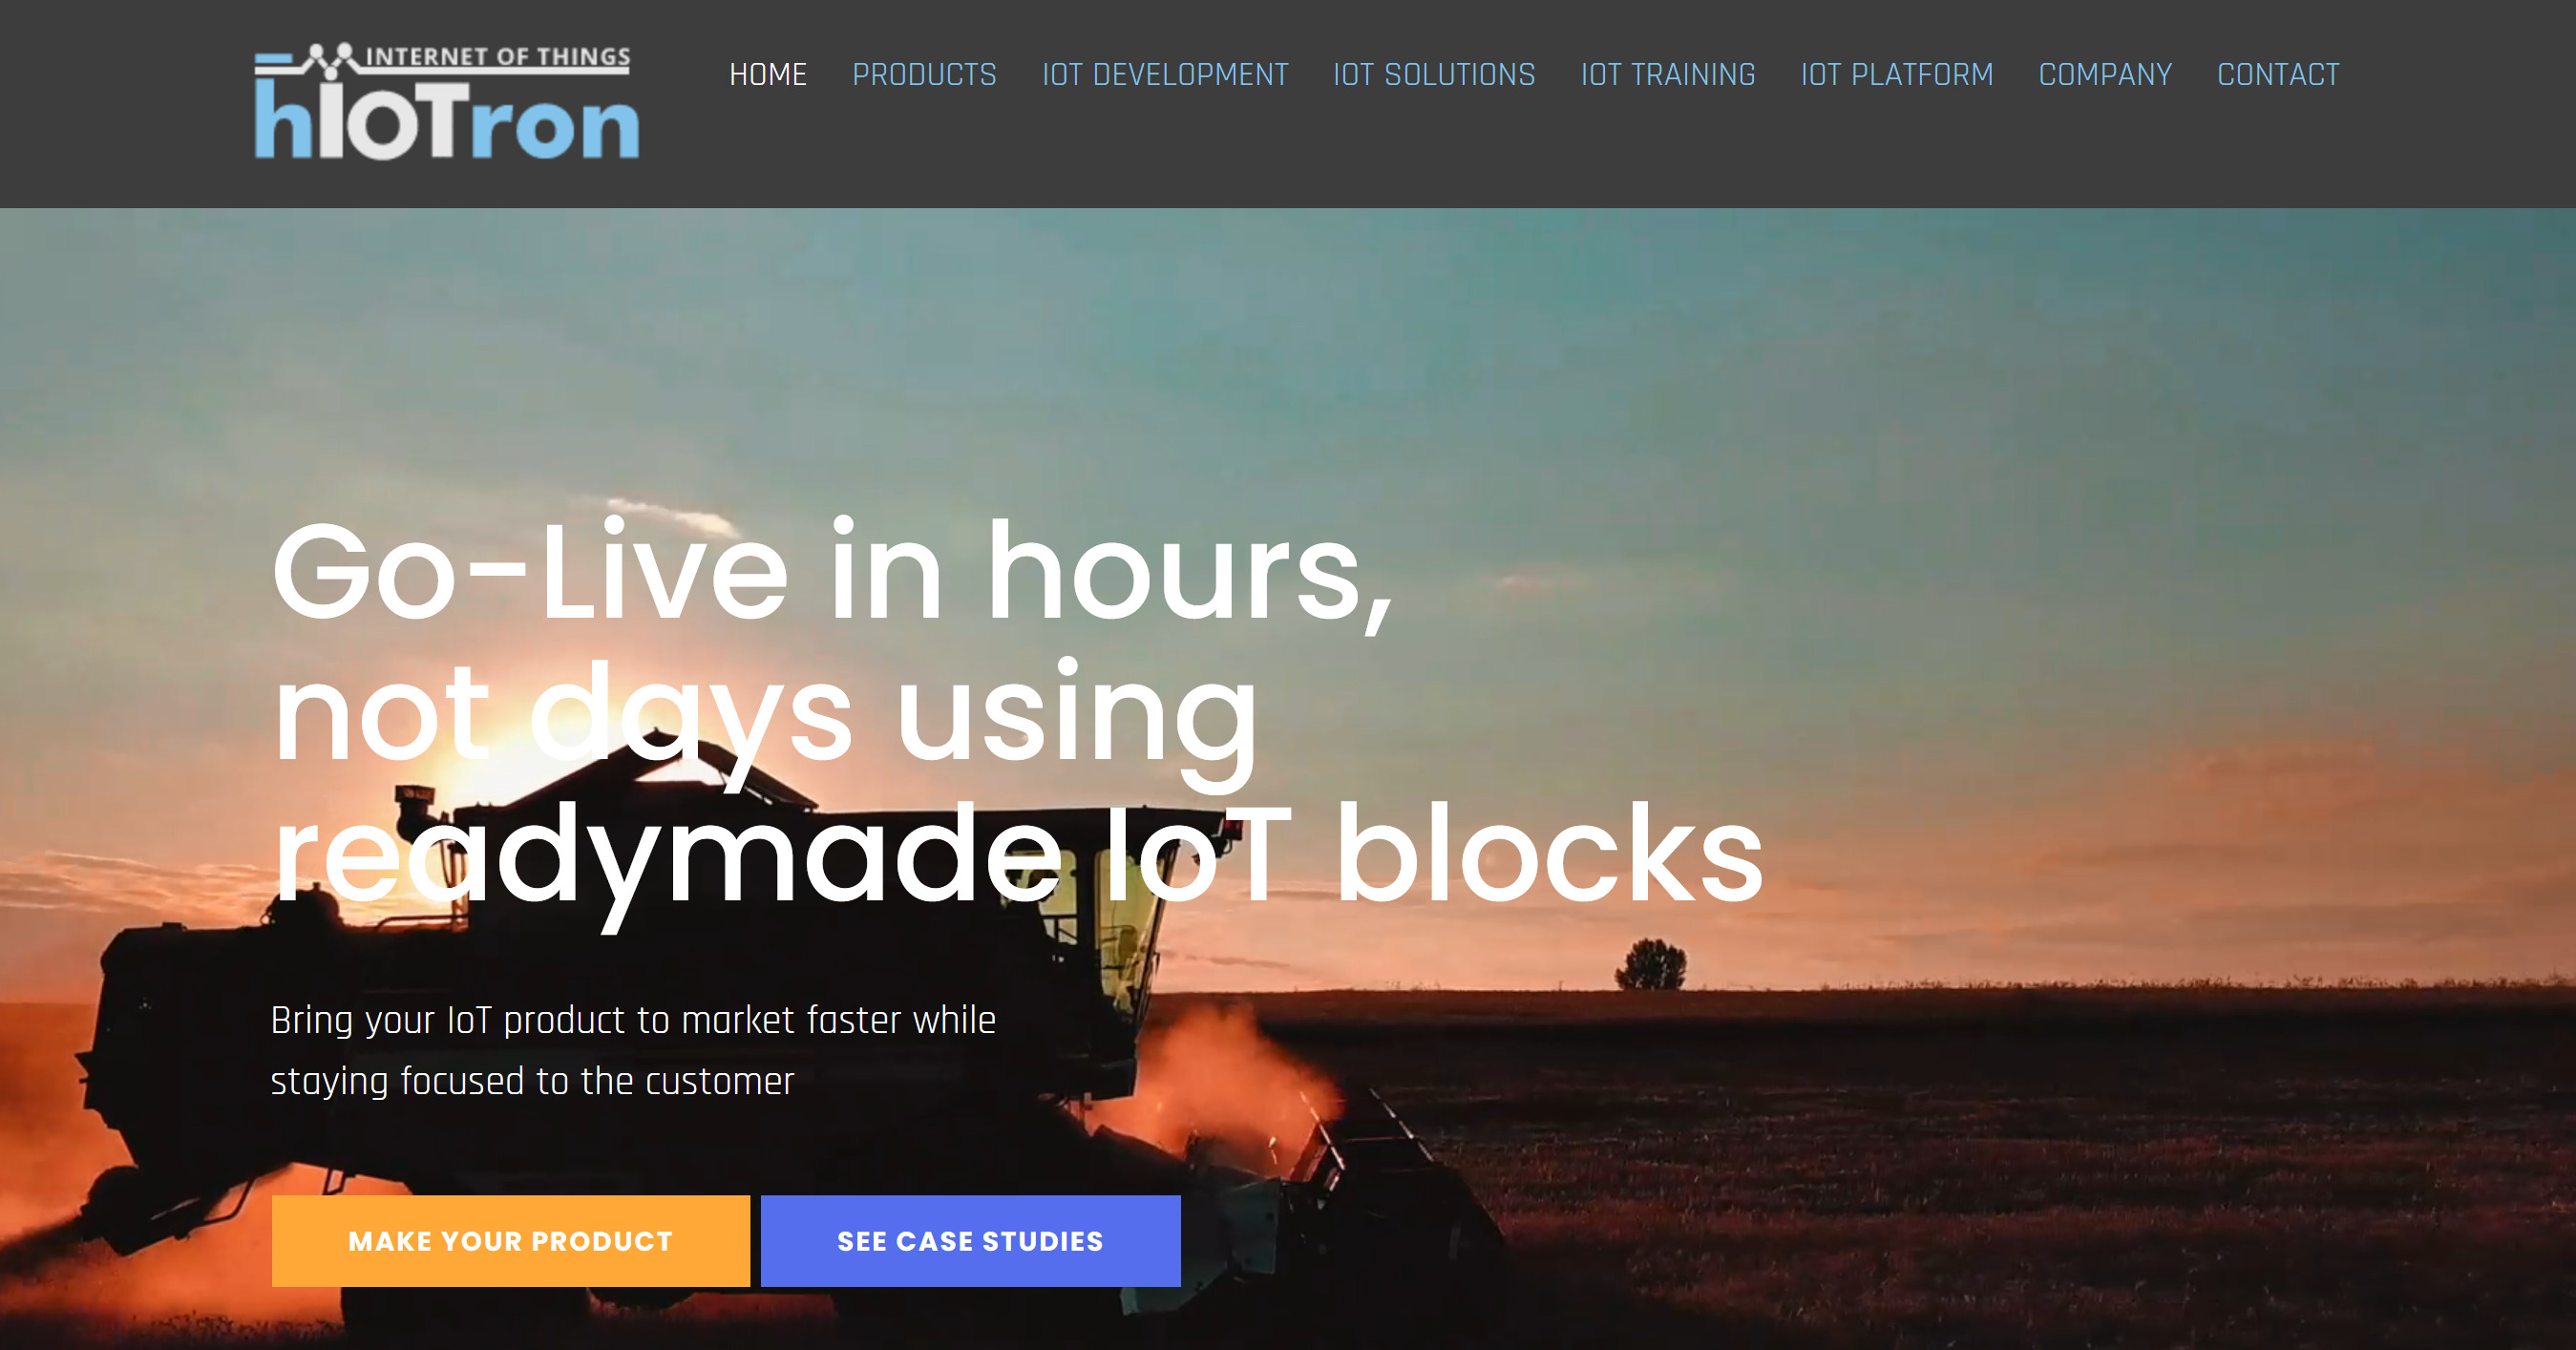 INTERNET OF THINGS
hIOTron
HOME PRODUCTS IOT DEVELOPMENT IOT SOLUTIONS IOT TRAINING IOT PLATFORM COMPANY CONTACT
Go-Live in hours,
not days using
readymade IoT blocks
Bring your IoT product to market faster while
staying focused to the customer
MAKE YOUR PRODUCT SEE CASE STUDIES